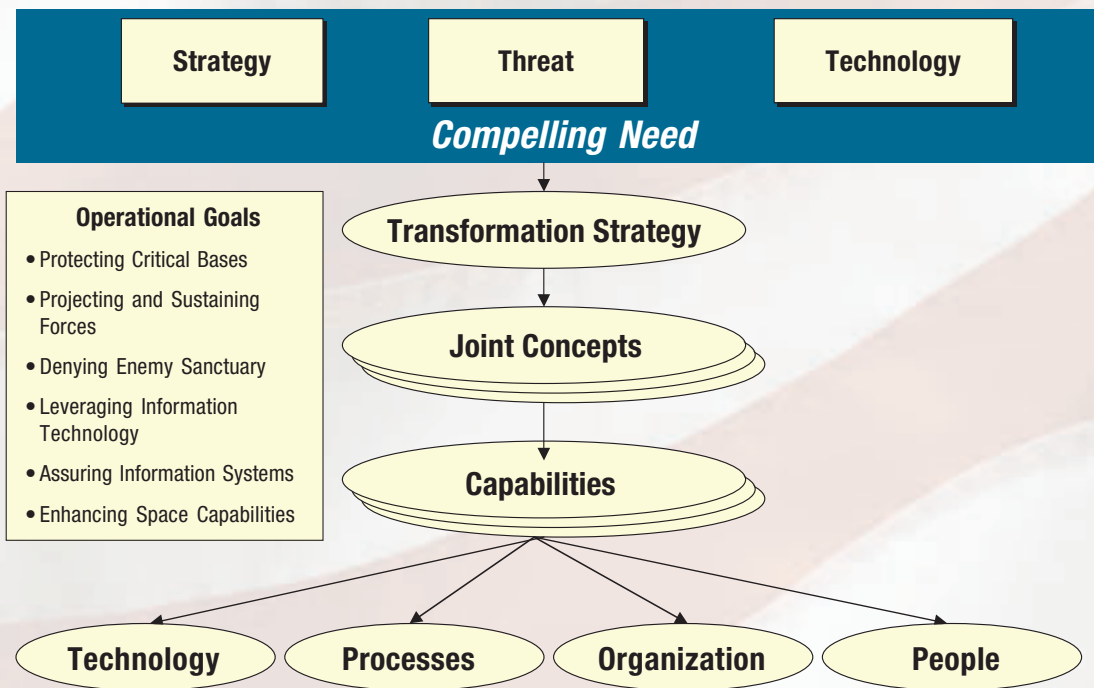 Strategy
Threat
Technology
Compelling Need
Transformation Strategy
Operational Goals
• Protecting Critical Bases
• Projecting and Sustaining
Forces
• Denying Enemy Sanctuary
• Leveraging Information
Technology
• Assuring Information Systems
• Enhancing Space Capabilities
Joint Concepts
Capabilities
Technology
Processes
Organization
People